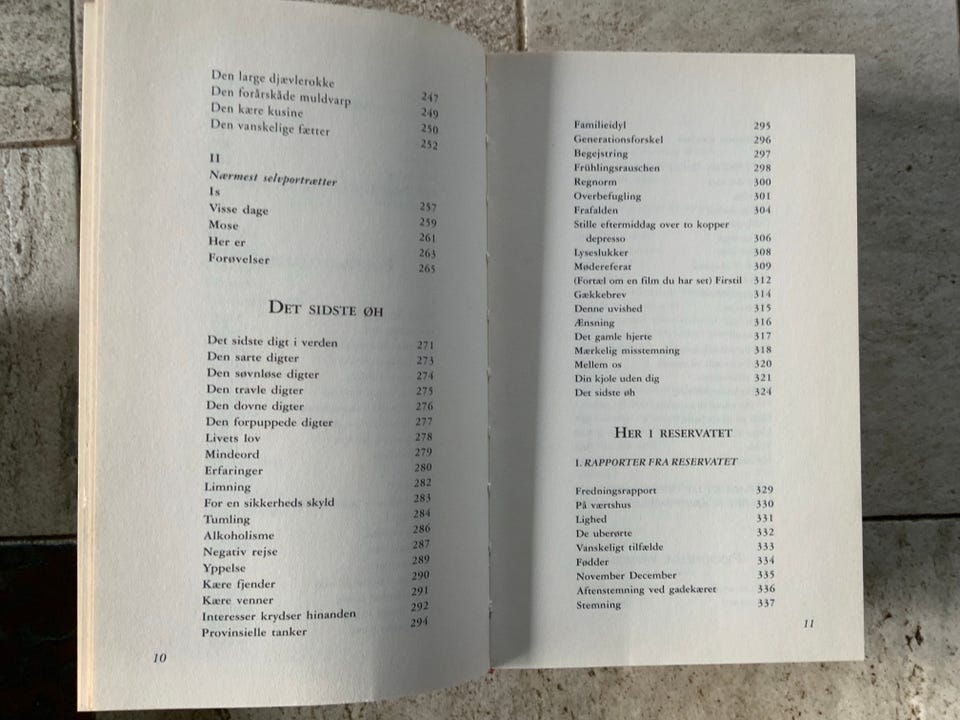 Den large djævlerokke 247
Den forårskåde muldvarp 249
Den kære kusine 250
Den vanskelige fætter 252
II
Nærmest selvportrætter
Is 257
Visse dage 259
Mose 261
Her er 263
Forøvelser 265
DET SIDSTE ØH
Det sidste digt i verden 271
Den sarte digter 273
Den søvnløse digter 274
Den travle digter 275
Den dovne digter 276
Den forpuppede digter 277
Livets lov 278
Mindeord 279
Erfaringer 280
Limning 282
For en sikkerheds skyld 283
Tumling 284
Alkoholisme 286
Negativ rejse 287
Yppelse 289
Kære fjender 290
Kære venner 291
Interesser krydser hinanden 292
Provinsielle tanker 294
10
Familieidyl 295
Generationsforskel 296
Begejstring 297
Frühlingsrauschen 298
Regnorm 300
Overbefugling 301
Frafalden 304
Stille eftermiddag over to kopper
depresso 306
Lyseslukker 308
Mødereferat 309
(Fortæl om en film du har set) Firstil 312
Gækkebrev 314
Denne uvished 315
Ænsning 316
Det gamle hjerte 317
Mærkelig misstemning 318
Mellem os 320
Din kjole uden dig 321
Det sidste øh 324
HER I RESERVATET
I. RAPPORTER FRA RESERVATET
Fredningsrapport 329
På værtshus 330
Lighed 331
De uberørte 332
Vanskeligt tilfælde 333
Fødder 334
November December 335
Aftenstemning ved gadekæret 336
Stemning 337
11